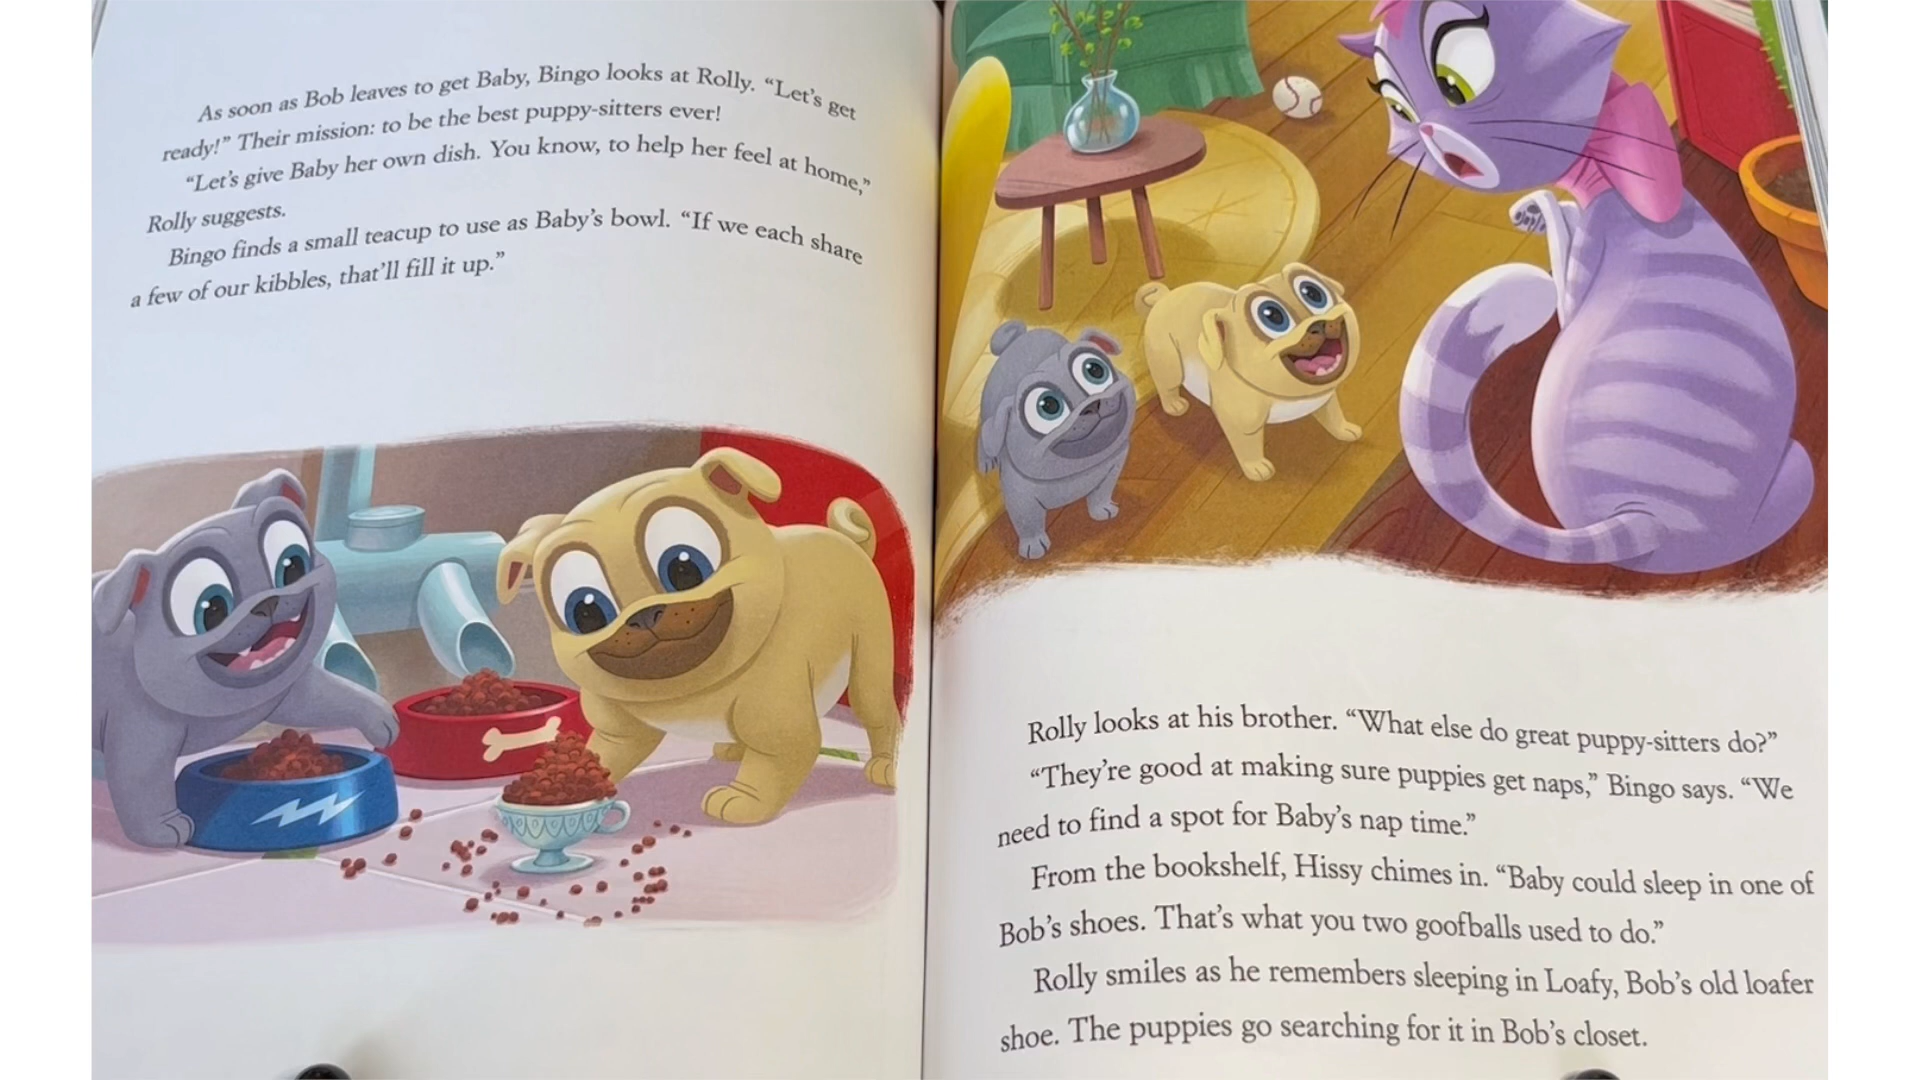 As soon as Bob leaves to get Baby, Bingo looks at Rolly. “Let’s get
ready!” Their mission: to be the best puppy-sitters ever!
“Let’s give Baby her own dish. You know, to help her feel at home,”
Rolly suggests.
Bingo finds a small teacup to use as Baby’s bowl. “If we each share
a few of our kibbles, that’ll fill it up.”
Rolly looks at his brother. “What else do great puppy-sitters do?”
“They’re good at making sure puppies get naps,” Bingo says. “We
need to find a spot for Baby’s nap time.”
From the bookshelf, Hissy chimes in. “Baby could sleep in one of
Bob’s shoes. That’s what you two goofballs used to do.”
Rolly smiles as he remembers sleeping in Loafy, Bob’s old loafer
shoe. The puppies go searching for it in Bob’s closet.